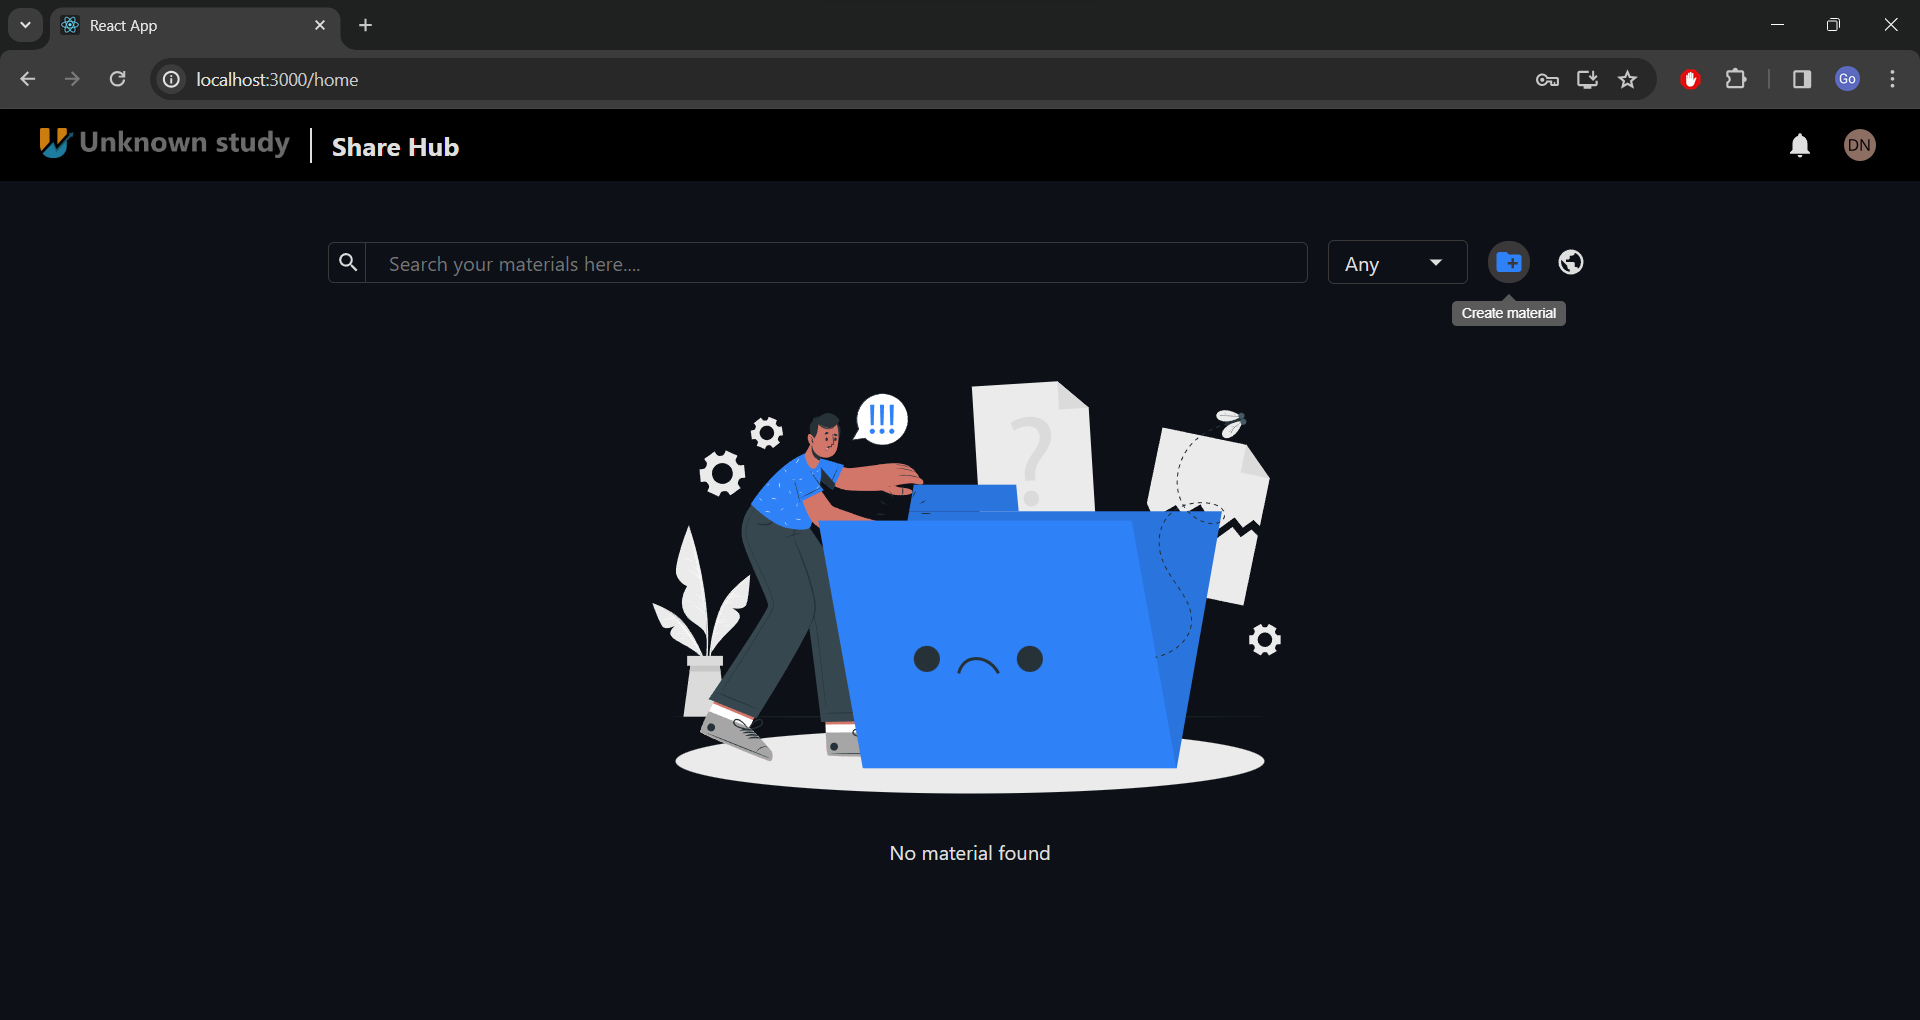 React App
localhost:3000/home
Go
Unknown study
Share Hub
DN
Search your materials here....
Any
Create material
!!!
?
No material found